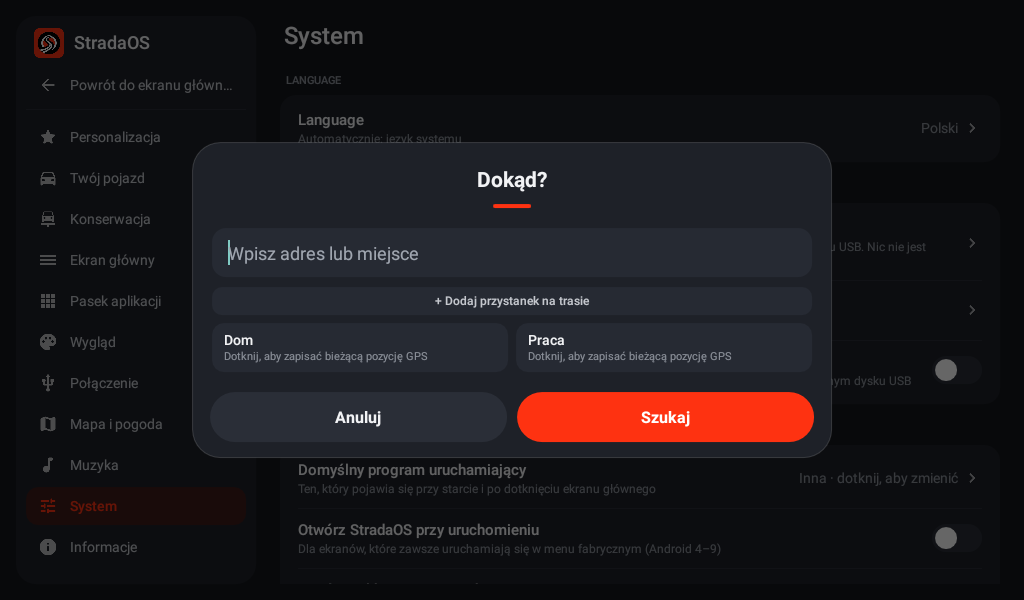 StradaOS
Powrót do ekranu główn...
Personalizacja
Twój pojazd
Konserwacja
Ekran główny
Pasek aplikacji
Wygląd
Połączenie
Mapa i pogoda
Muzyka
System
Informacje
System
LANGUAGE
Language
Automatycznie: język systemu
Polski
u USB. Nic nie jest
nym dysku USB
Dokąd?
Wpisz adres lub miejsce
+ Dodaj przystanek na trasie
Dom
Dotknij, aby zapisać bieżącą pozycję GPS
Praca
Dotknij, aby zapisać bieżącą pozycję GPS
Anuluj
Szukaj
Domyślny program uruchamiający
Ten, który pojawia się przy starcie i po dotknięciu ekranu głównego
Inna · dotknij, aby zmienić
Otwórz StradaOS przy uruchomieniu
Dla ekranów, które zawsze uruchamiają się w menu fabrycznym (Android 4–9)